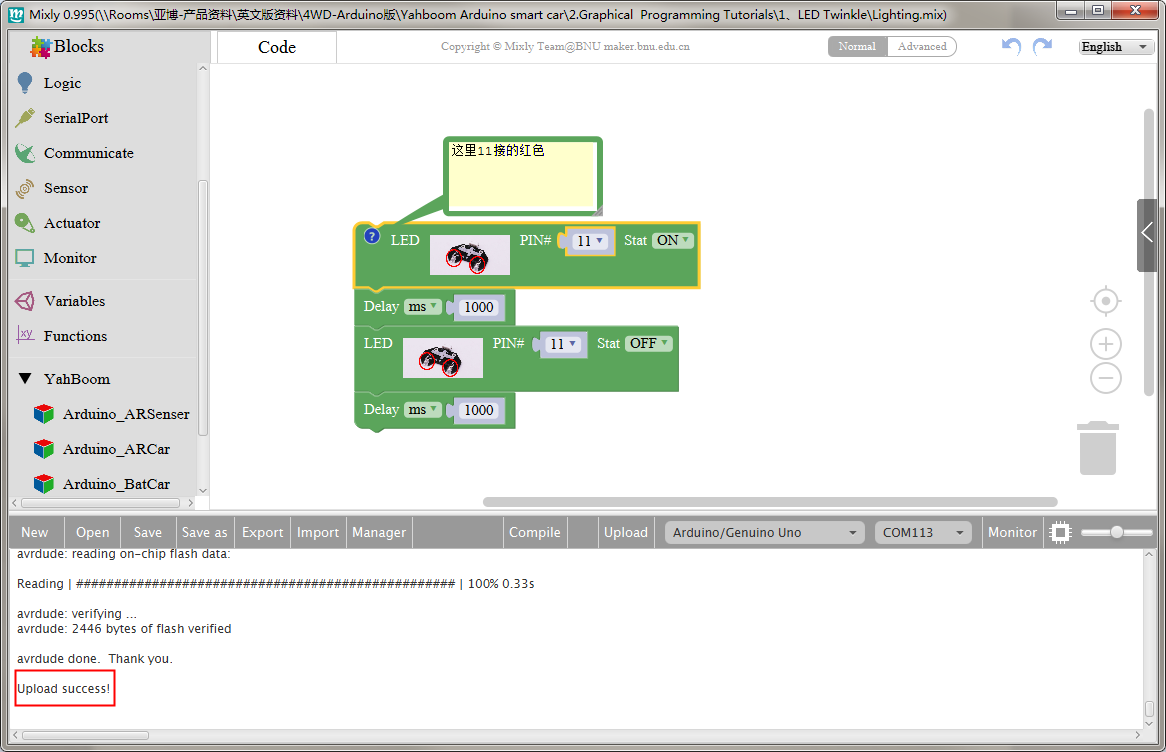 Mixly 0.995(\\Rooms\亚博-产品资料\英文版资料\4WD-Arduino版\Yahboom Arduino smart car\2.Graphical  Programming Tutorials\1、LED Twinkle\Lighting.mix)
Blocks
Code
Copyright © Mixly Team@BNU maker.bnu.edu.cn
Normal
Advanced
English
Logic
SerialPort
Communicate
Sensor
Actuator
Monitor
Variables
Functions
YahBoom
Arduino_ARSenser
Arduino_ARCar
Arduino_BatCar
这里11接的红色
? LED PIN# 11 Stat ON
Delay ms 1000
LED PIN# 11 Stat OFF
Delay ms 1000
New Open Save Save as Export Import Manager Compile Upload Arduino/Genuino Uno COM113 Monitor
avrdude: reading on-chip flash data:
Reading | ################################################## | 100% 0.33s
avrdude: verifying ...
avrdude: 2446 bytes of flash verified
avrdude done.  Thank you.
Upload success!